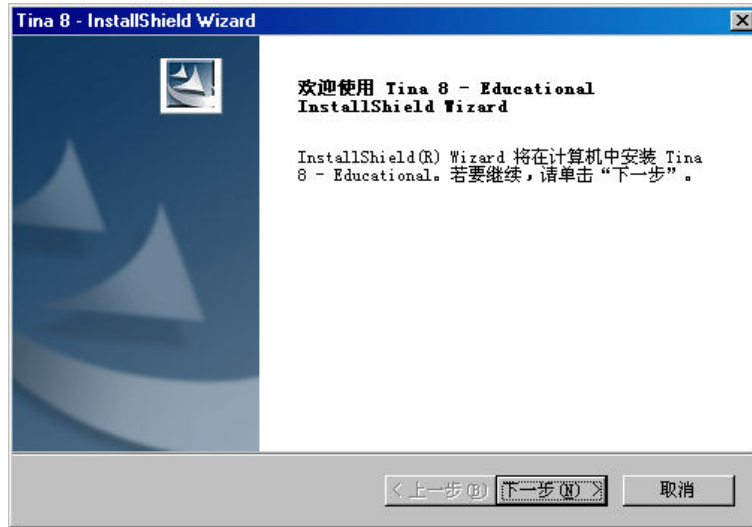 Tina 8 - InstallShield Wizard
欢迎使用 Tina 8 - Educational
InstallShield Wizard
InstallShield(R) Wizard 将在计算机中安装 Tina
8 - Educational。若要继续，请单击“下一步”。
< 上一步(B)
下一步(N) >
取消